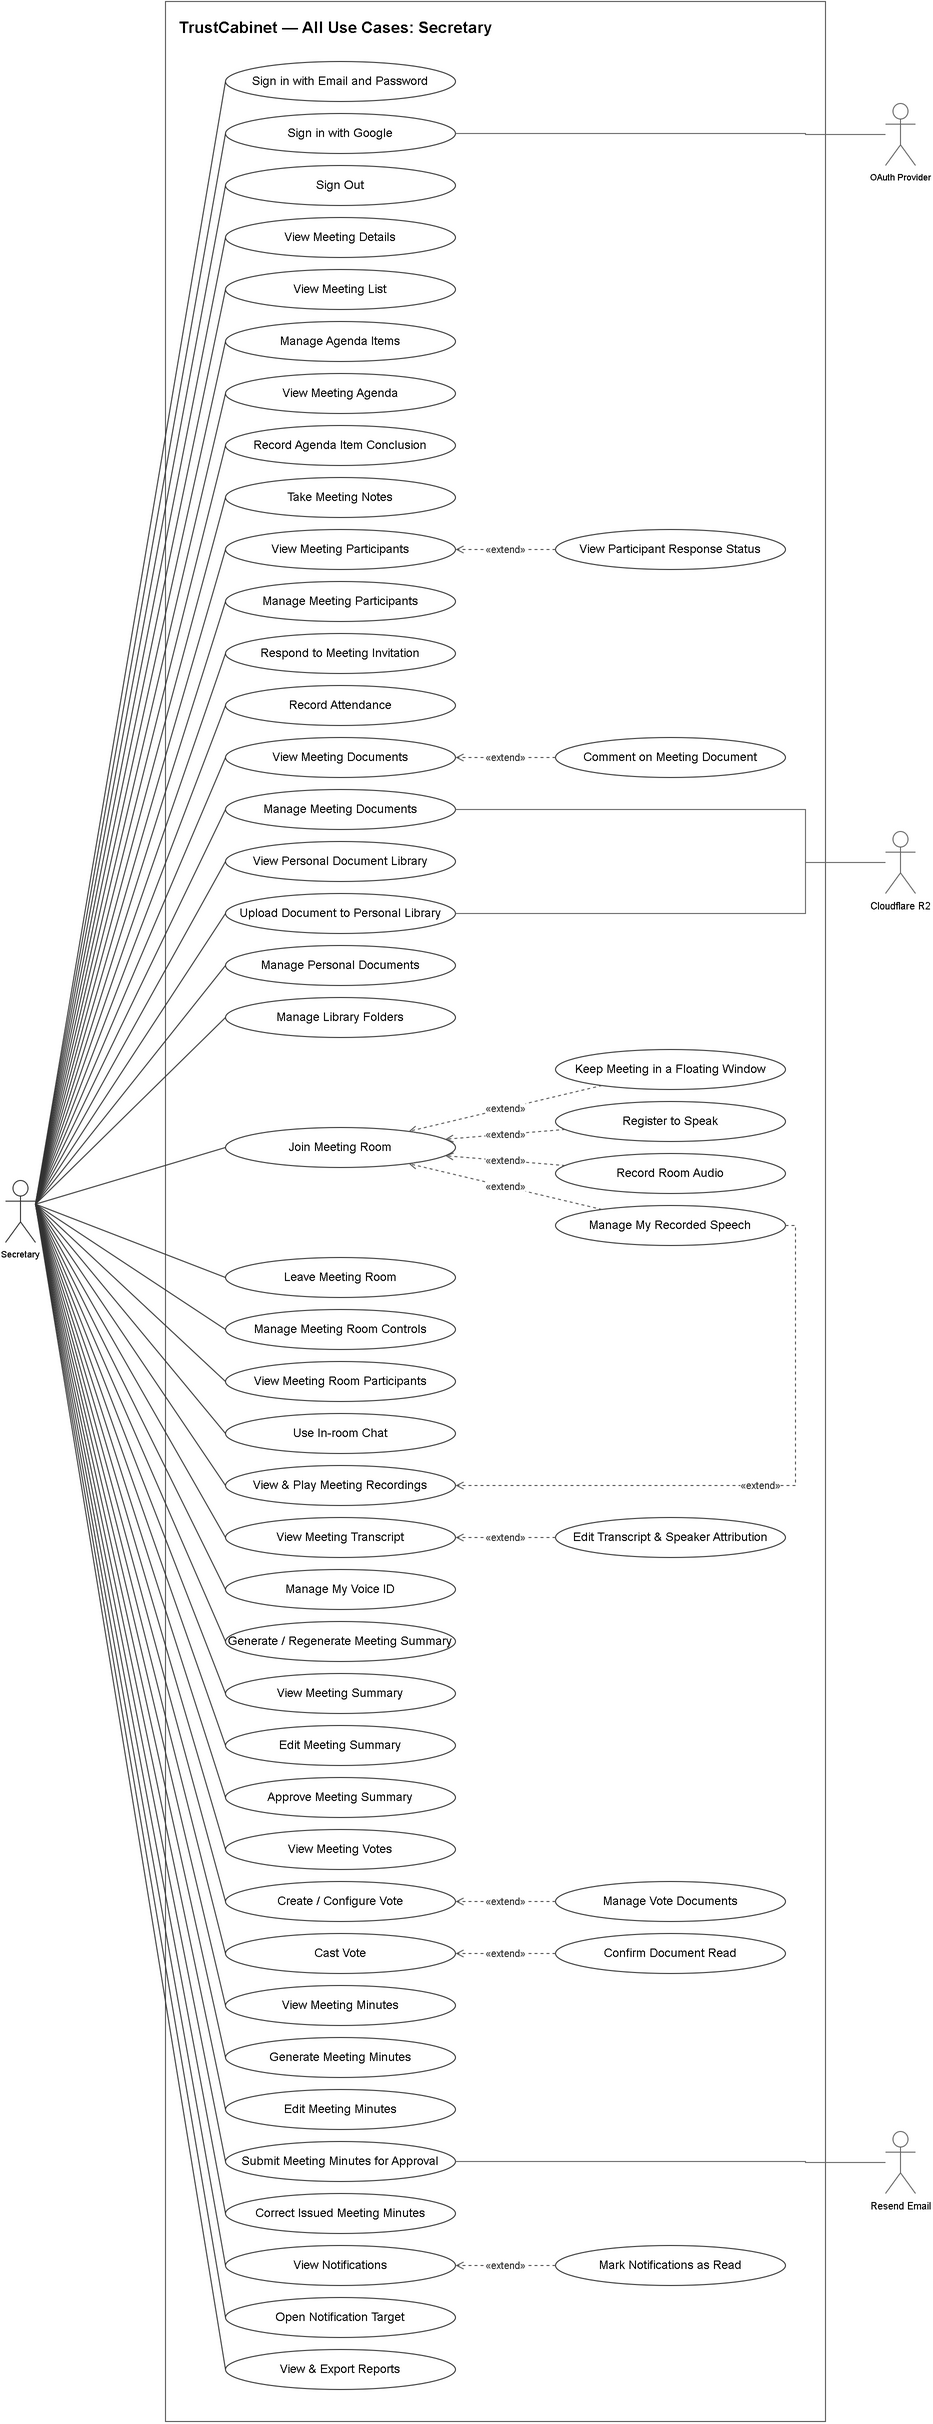 TrustCabinet — All Use Cases: Secretary
Sign in with Email and Password
Sign in with Google
OAuth Provider
Sign Out
View Meeting Details
View Meeting List
Manage Agenda Items
View Meeting Agenda
Record Agenda Item Conclusion
Take Meeting Notes
View Meeting Participants
«extend»
View Participant Response Status
Manage Meeting Participants
Respond to Meeting Invitation
Record Attendance
View Meeting Documents
«extend»
Comment on Meeting Document
Manage Meeting Documents
View Personal Document Library
Cloudflare R2
Upload Document to Personal Library
Manage Personal Documents
Manage Library Folders
Keep Meeting in a Floating Window
«extend»
Register to Speak
«extend»
Join Meeting Room
«extend»
Record Room Audio
«extend»
Manage My Recorded Speech
Secretary
Leave Meeting Room
Manage Meeting Room Controls
View Meeting Room Participants
Use In-room Chat
View & Play Meeting Recordings
«extend»
View Meeting Transcript
«extend»
Edit Transcript & Speaker Attribution
Manage My Voice ID
Generate / Regenerate Meeting Summary
View Meeting Summary
Edit Meeting Summary
Approve Meeting Summary
View Meeting Votes
Create / Configure Vote
«extend»
Manage Vote Documents
Cast Vote
«extend»
Confirm Document Read
View Meeting Minutes
Generate Meeting Minutes
Edit Meeting Minutes
Submit Meeting Minutes for Approval
Resend Email
Correct Issued Meeting Minutes
View Notifications
«extend»
Mark Notifications as Read
Open Notification Target
View & Export Reports